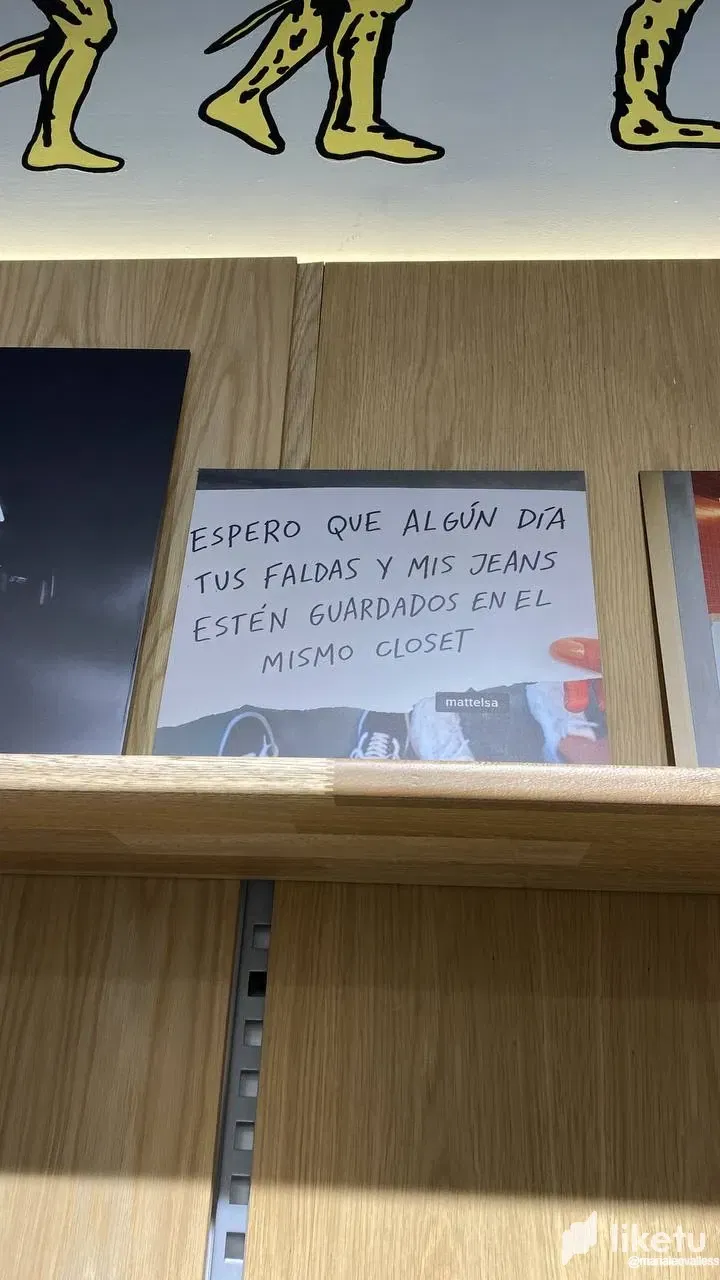 ESPERO QUE ALGÚN DÍA
TUS FALDAS Y MIS JEANS
ESTÉN GUARDADOS EN EL
MISMO CLOSET
mattelsa
liketu